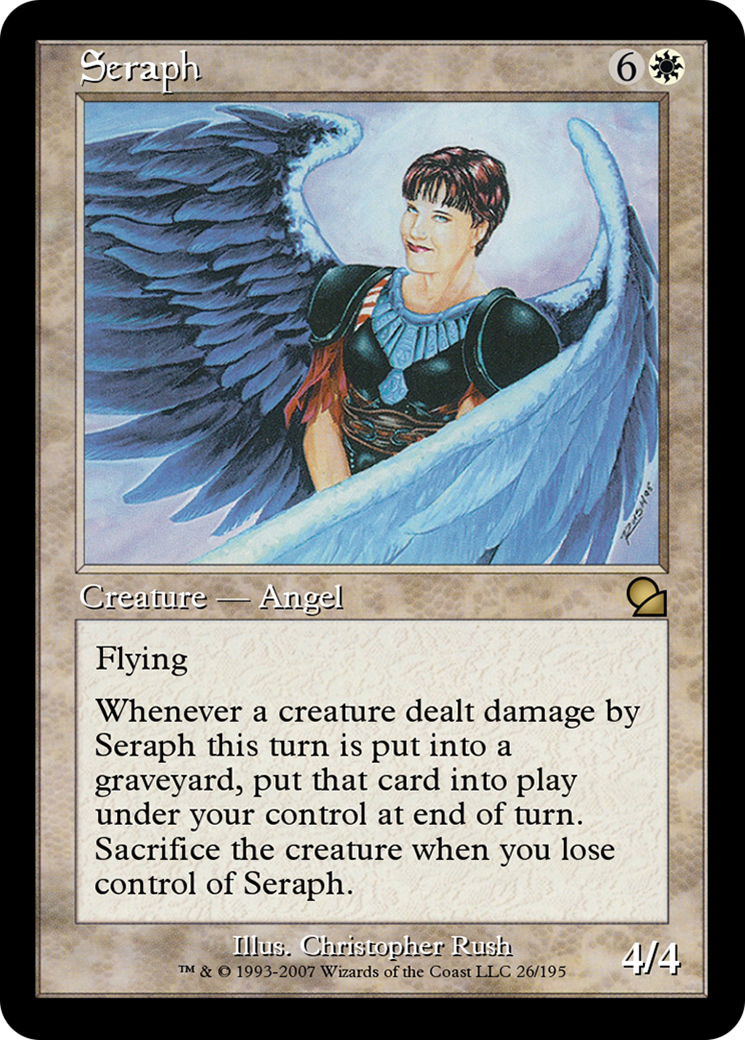 Seraph 6
RUSH 95
Creature — Angel
Flying
Whenever a creature dealt damage by
Seraph this turn is put into a
graveyard, put that card into play
under your control at end of turn.
Sacrifice the creature when you lose
control of Seraph.
Illus. Christopher Rush
™ & © 1993-2007 Wizards of the Coast LLC 26/195
4/4